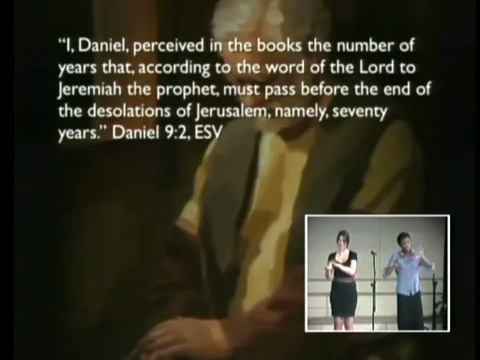 “I, Daniel, perceived in the books the number of
years that, according to the word of the Lord to
Jeremiah the prophet, must pass before the end of
the desolations of Jerusalem, namely, seventy
years.” Daniel 9:2, ESV